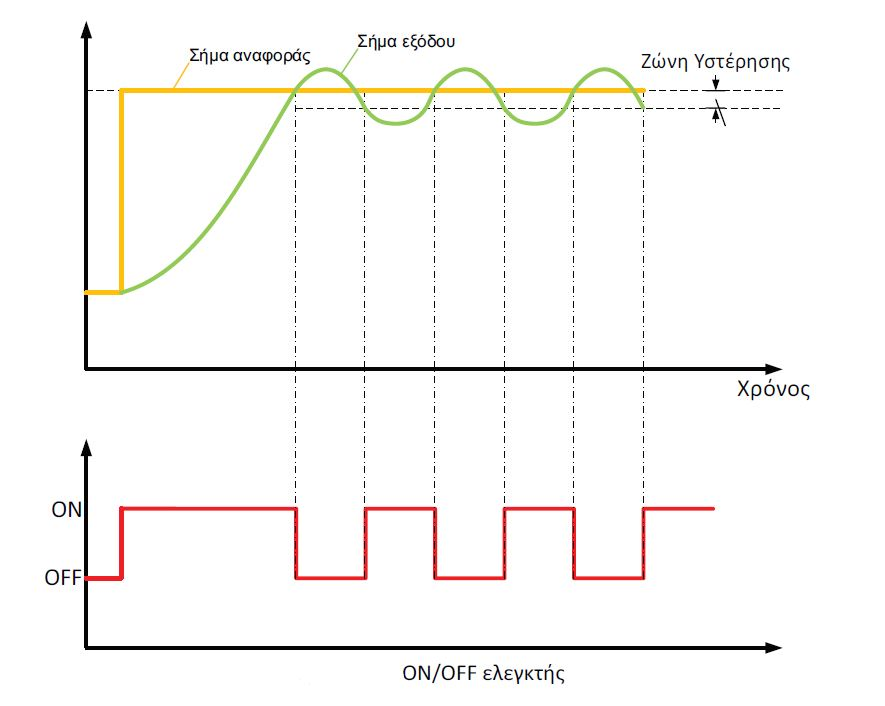 Σήμα εξόδου
Σήμα αναφοράς
Ζώνη Υστέρησης
Χρόνος
ON
OFF
ON/OFF ελεγκτής